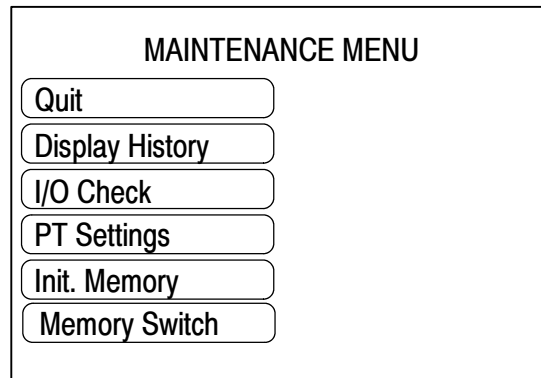 MAINTENANCE MENU
Quit
Display History
I/O Check
PT Settings
Init. Memory
Memory Switch